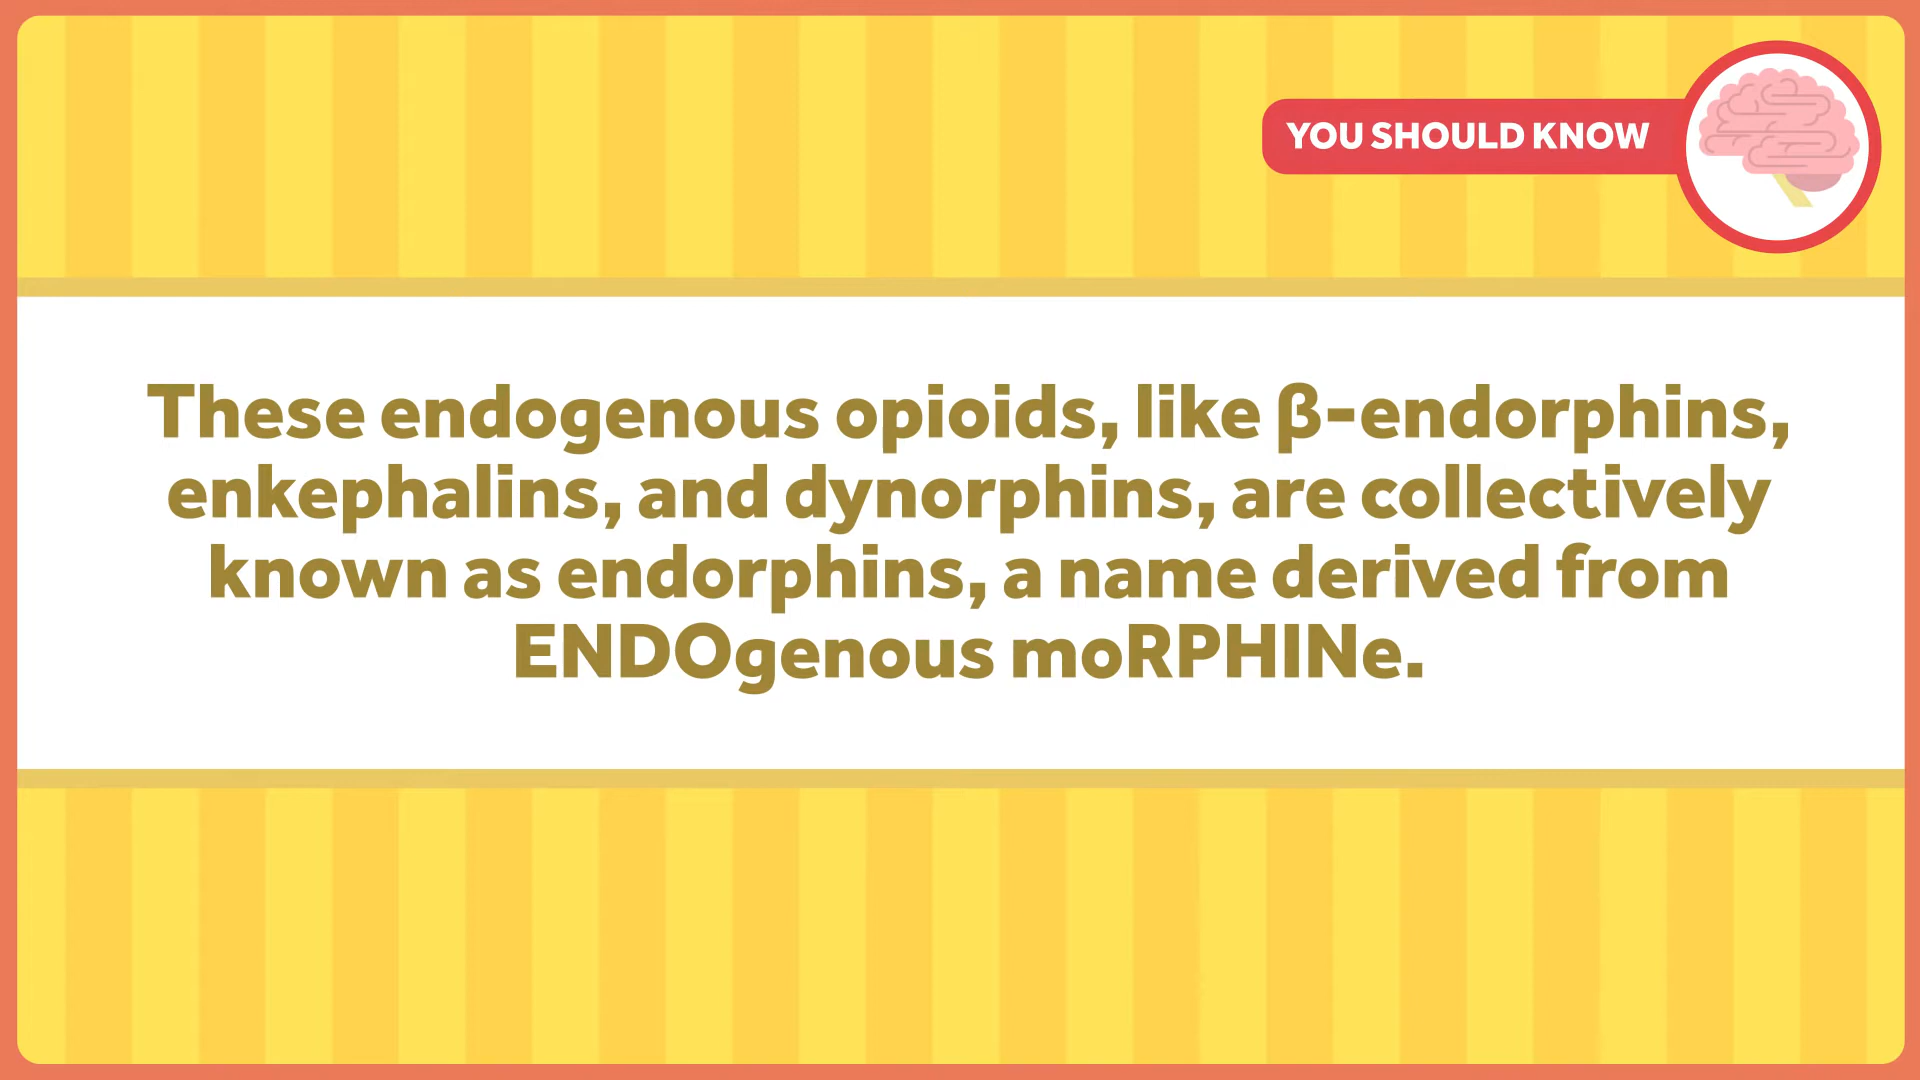 YOU SHOULD KNOW
These endogenous opioids, like β-endorphins,
enkephalins, and dynorphins, are collectively
known as endorphins, a name derived from
ENDOgenous moRPHINe.